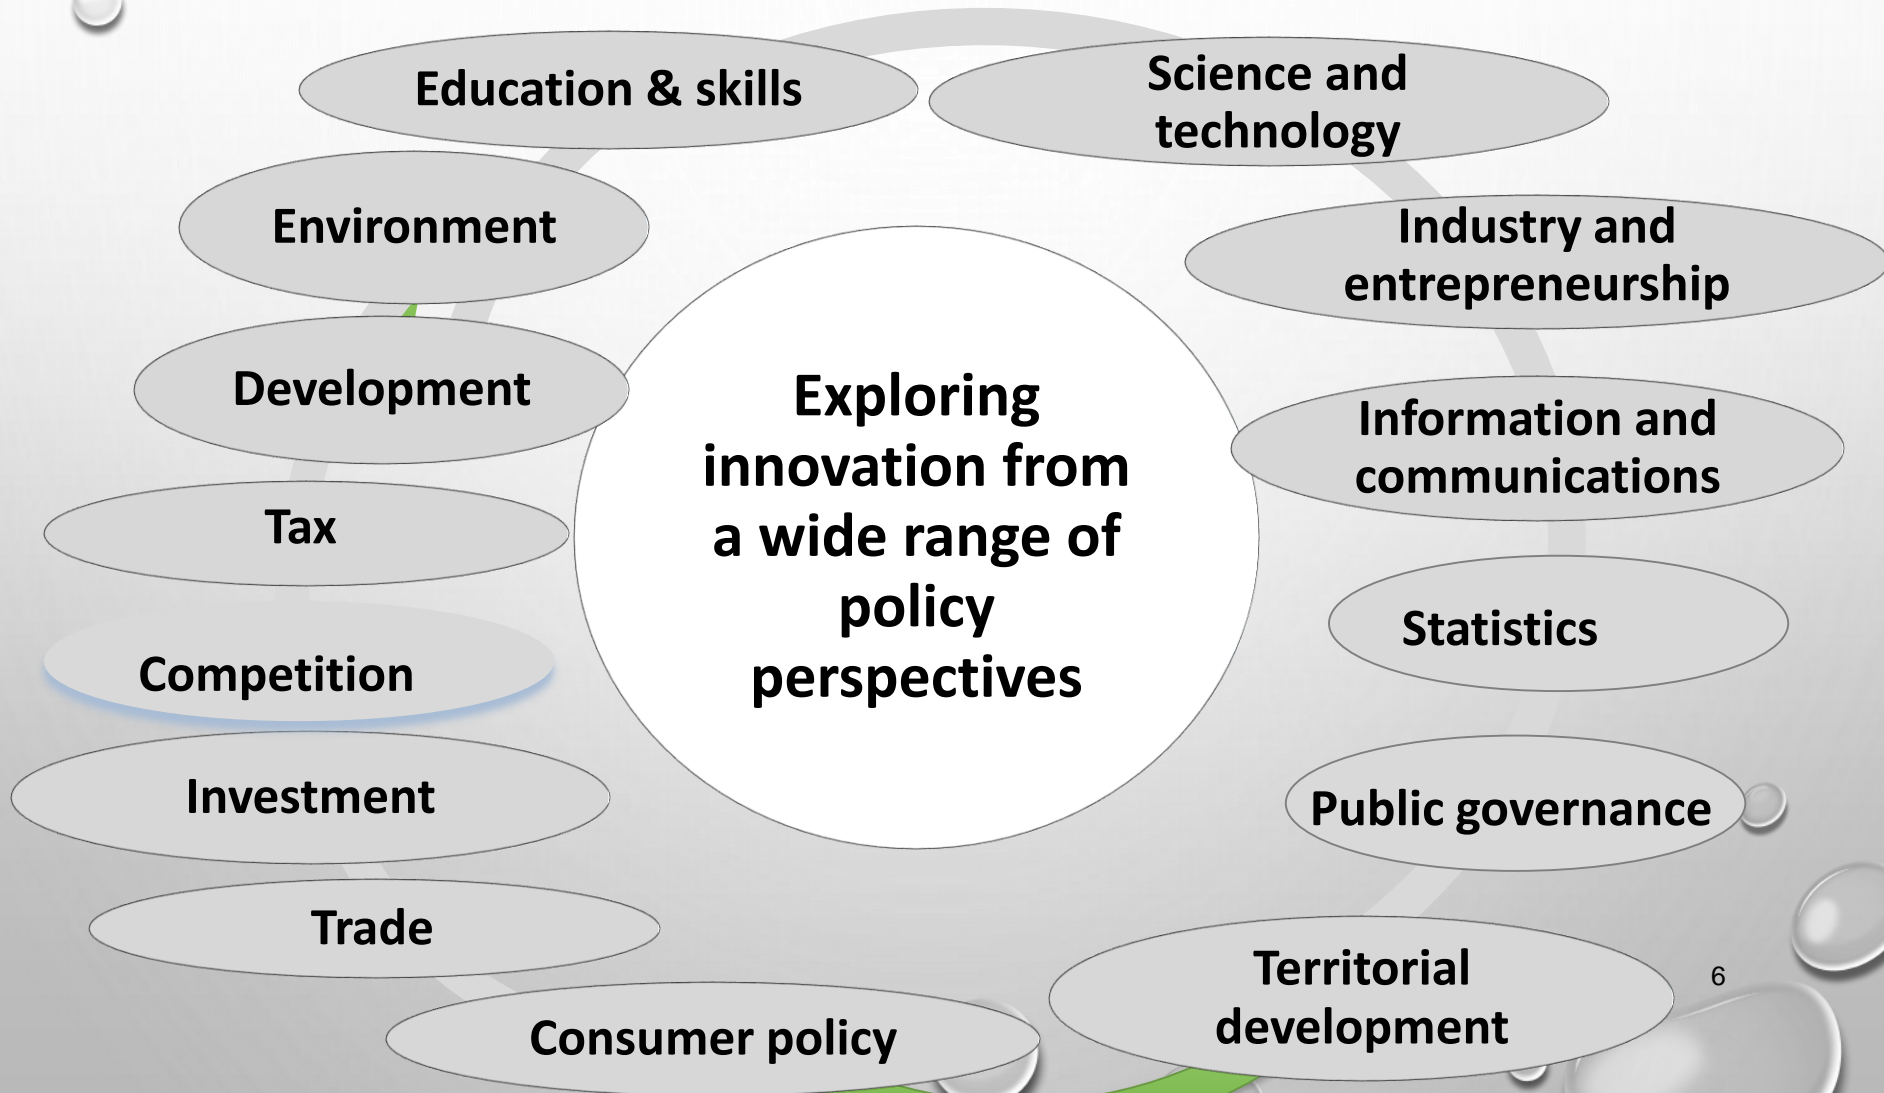 Education & skills
Science and
technology
Environment
Industry and
entrepreneurship
Development
Exploring
innovation from
a wide range of
policy
perspectives
Information and
communications
Tax
Statistics
Competition
Investment
Public governance
Trade
Territorial
development
6
Consumer policy